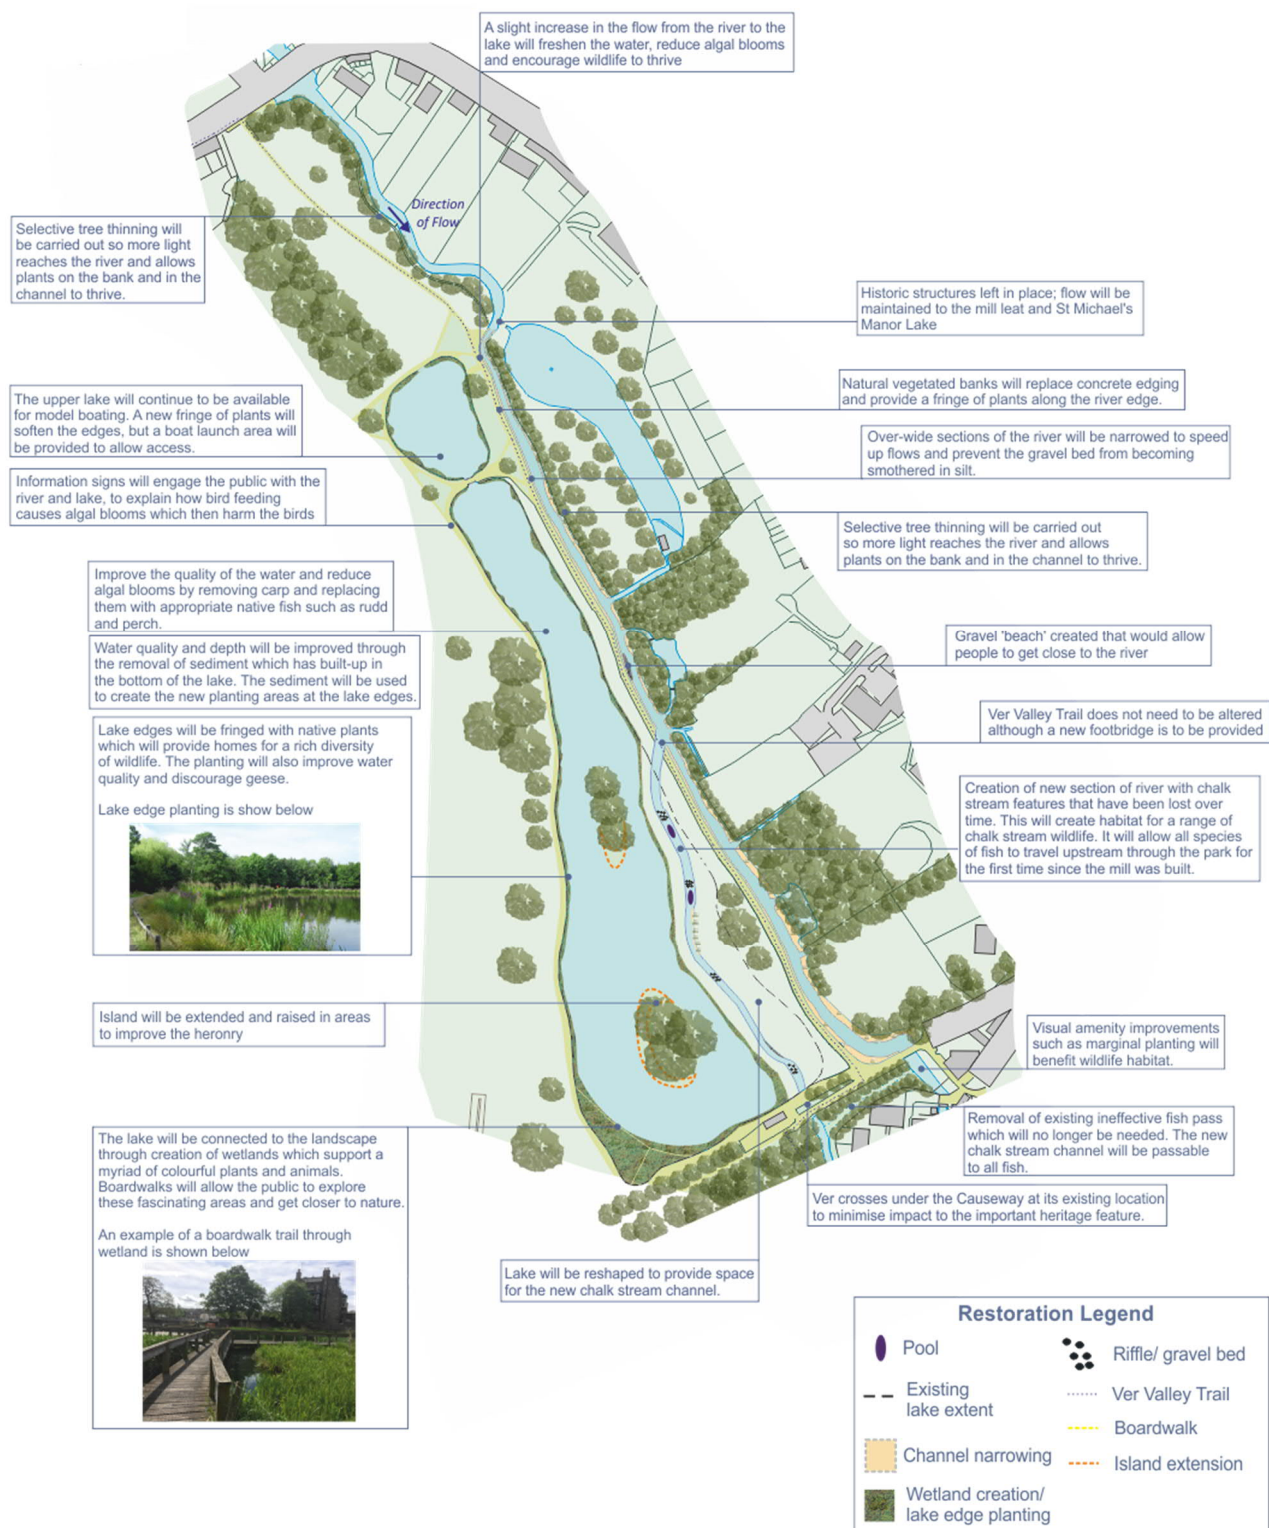 A slight increase in the flow from the river to the
lake will freshen the water, reduce algal blooms
and encourage wildlife to thrive
Direction
of Flow
Selective tree thinning will
be carried out so more light
reaches the river and allows
plants on the bank and in the
channel to thrive.
Historic structures left in place; flow will be
maintained to the mill leat and St Michael's
Manor Lake
The upper lake will continue to be available
for model boating. A new fringe of plants will
soften the edges, but a boat launch area will
be provided to allow access.
Natural vegetated banks will replace concrete edging
and provide a fringe of plants along the river edge.
Over-wide sections of the river will be narrowed to speed
up flows and prevent the gravel bed from becoming
smothered in silt.
Information signs will engage the public with the
river and lake, to explain how bird feeding
causes algal blooms which then harm the birds
Selective tree thinning will be carried out
so more light reaches the river and allows
plants on the bank and in the channel to thrive.
Improve the quality of the water and reduce
algal blooms by removing carp and replacing
them with appropriate native fish such as rudd
and perch.
Gravel 'beach' created that would allow
people to get close to the river
Water quality and depth will be improved through
the removal of sediment which has built-up in
the bottom of the lake. The sediment will be used
to create the new planting areas at the lake edges.
Ver Valley Trail does not need to be altered
although a new footbridge is to be provided
Lake edges will be fringed with native plants
which will provide homes for a rich diversity
of wildlife. The planting will also improve water
quality and discourage geese.
Lake edge planting is show below
Creation of new section of river with chalk
stream features that have been lost over
time. This will create habitat for a range of
chalk stream wildlife. It will allow all species
of fish to travel upstream through the park for
the first time since the mill was built.
Island will be extended and raised in areas
to improve the heronry
Visual amenity improvements
such as marginal planting will
benefit wildlife habitat.
Removal of existing ineffective fish pass
which will no longer be needed. The new
chalk stream channel will be passable
to all fish.
The lake will be connected to the landscape
through creation of wetlands which support a
myriad of colourful plants and animals.
Boardwalks will allow the public to explore
these fascinating areas and get closer to nature.
An example of a boardwalk trail through
wetland is shown below
Ver crosses under the Causeway at its existing location
to minimise impact to the important heritage feature.
Lake will be reshaped to provide space
for the new chalk stream channel.
Restoration Legend
Pool
Existing
lake extent
Channel narrowing
Wetland creation/
lake edge planting
Riffle/ gravel bed
Ver Valley Trail
Boardwalk
Island extension